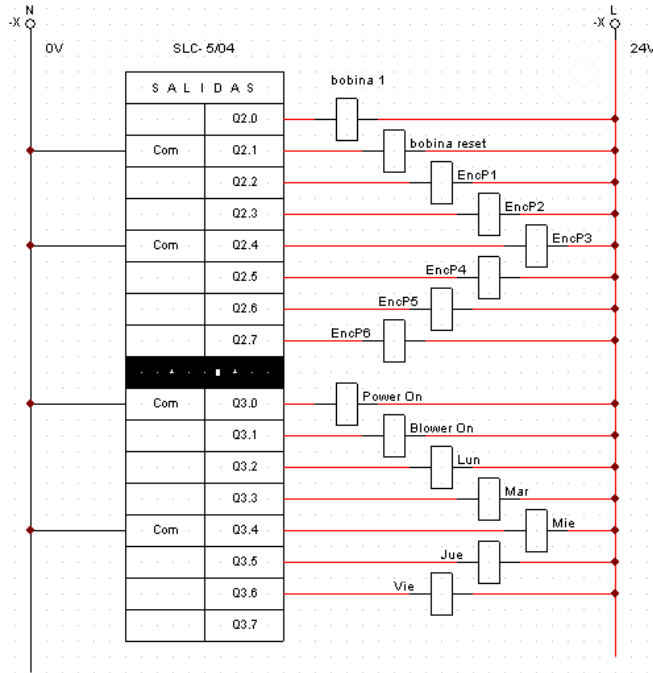 N L
-X -X
0V SLC- 5/04 24V
bobina 1
S A L I D A S
Q2.0
Com Q2.1 bobina reset
Q2.2 EncP1
Q2.3 EncP2
Com Q2.4 EncP3
Q2.5 EncP4
Q2.6 EncP5
Q2.7 EncP6
Com Q3.0 Power On
Q3.1 Blower On
Q3.2 Lun
Q3.3 Mar
Com Q3.4 Mie
Q3.5 Jue
Q3.6 Vie
Q3.7